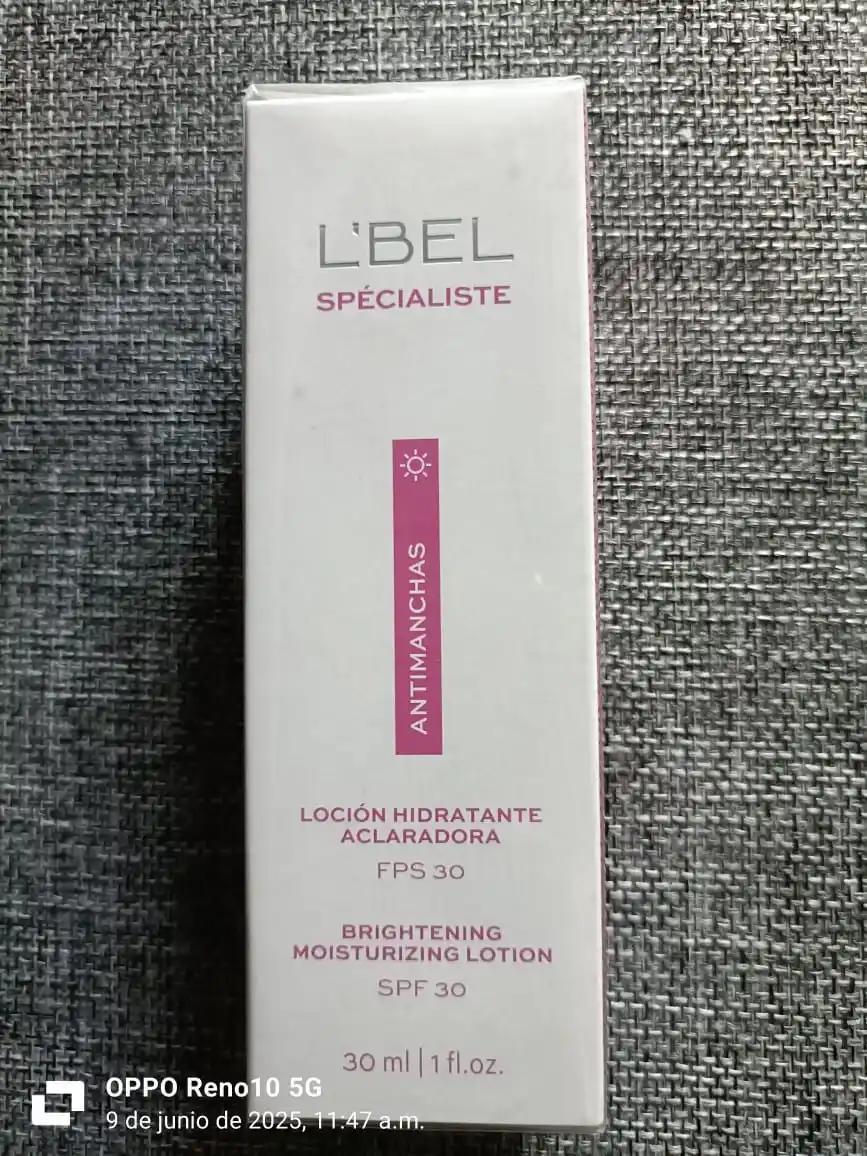 L'BEL
SPÉCIALISTE
ANTIMANCHAS
LOCIÓN HIDRATANTE
ACLARADORA
FPS 30
BRIGHTENING
MOISTURIZING LOTION
SPF 30
30 ml | 1 fl.oz.
OPPO Reno10 5G
9 de junio de 2025, 11:47 a.m.